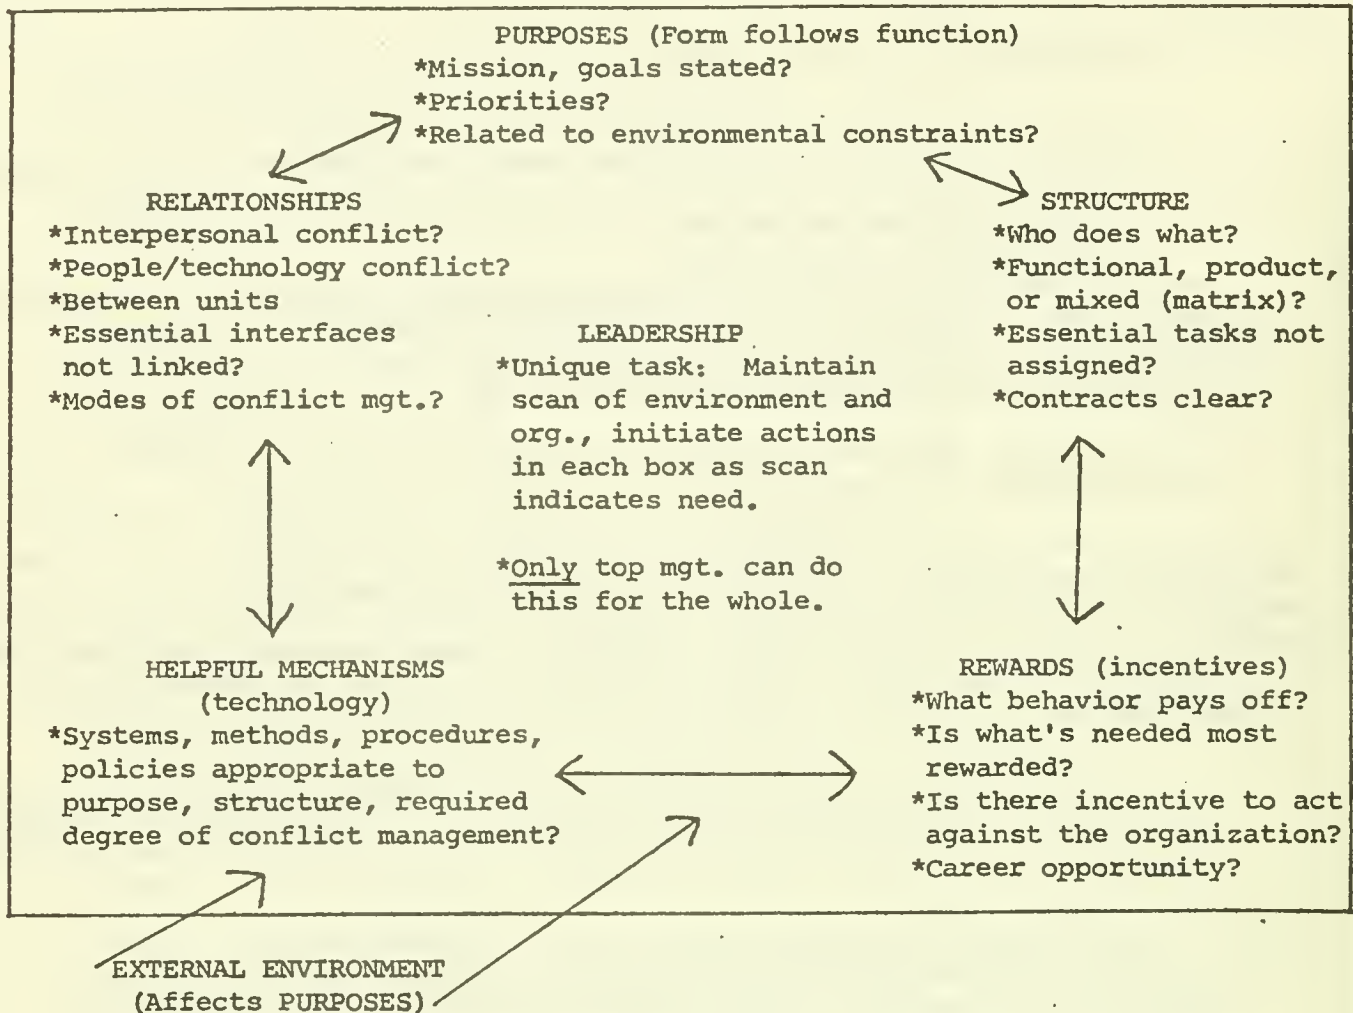 PURPOSES (Form follows function)
*Mission, goals stated?
*Priorities?
*Related to environmental constraints?
RELATIONSHIPS
*Interpersonal conflict?
*People/technology conflict?
*Between units
*Essential interfaces
not linked?
*Modes of conflict mgt.?
STRUCTURE
*Who does what?
*Functional, product,
or mixed (matrix)?
*Essential tasks not
assigned?
*Contracts clear?
LEADERSHIP
*Unique task: Maintain
scan of environment and
org., initiate actions
in each box as scan
indicates need.
*Only top mgt. can do
this for the whole.
HELPFUL MECHANISMS
(technology)
*Systems, methods, procedures,
policies appropriate to
purpose, structure, required
degree of conflict management?
REWARDS (incentives)
*What behavior pays off?
*Is what's needed most
rewarded?
*Is there incentive to act
against the organization?
*Career opportunity?
EXTERNAL ENVIRONMENT
(Affects PURPOSES)